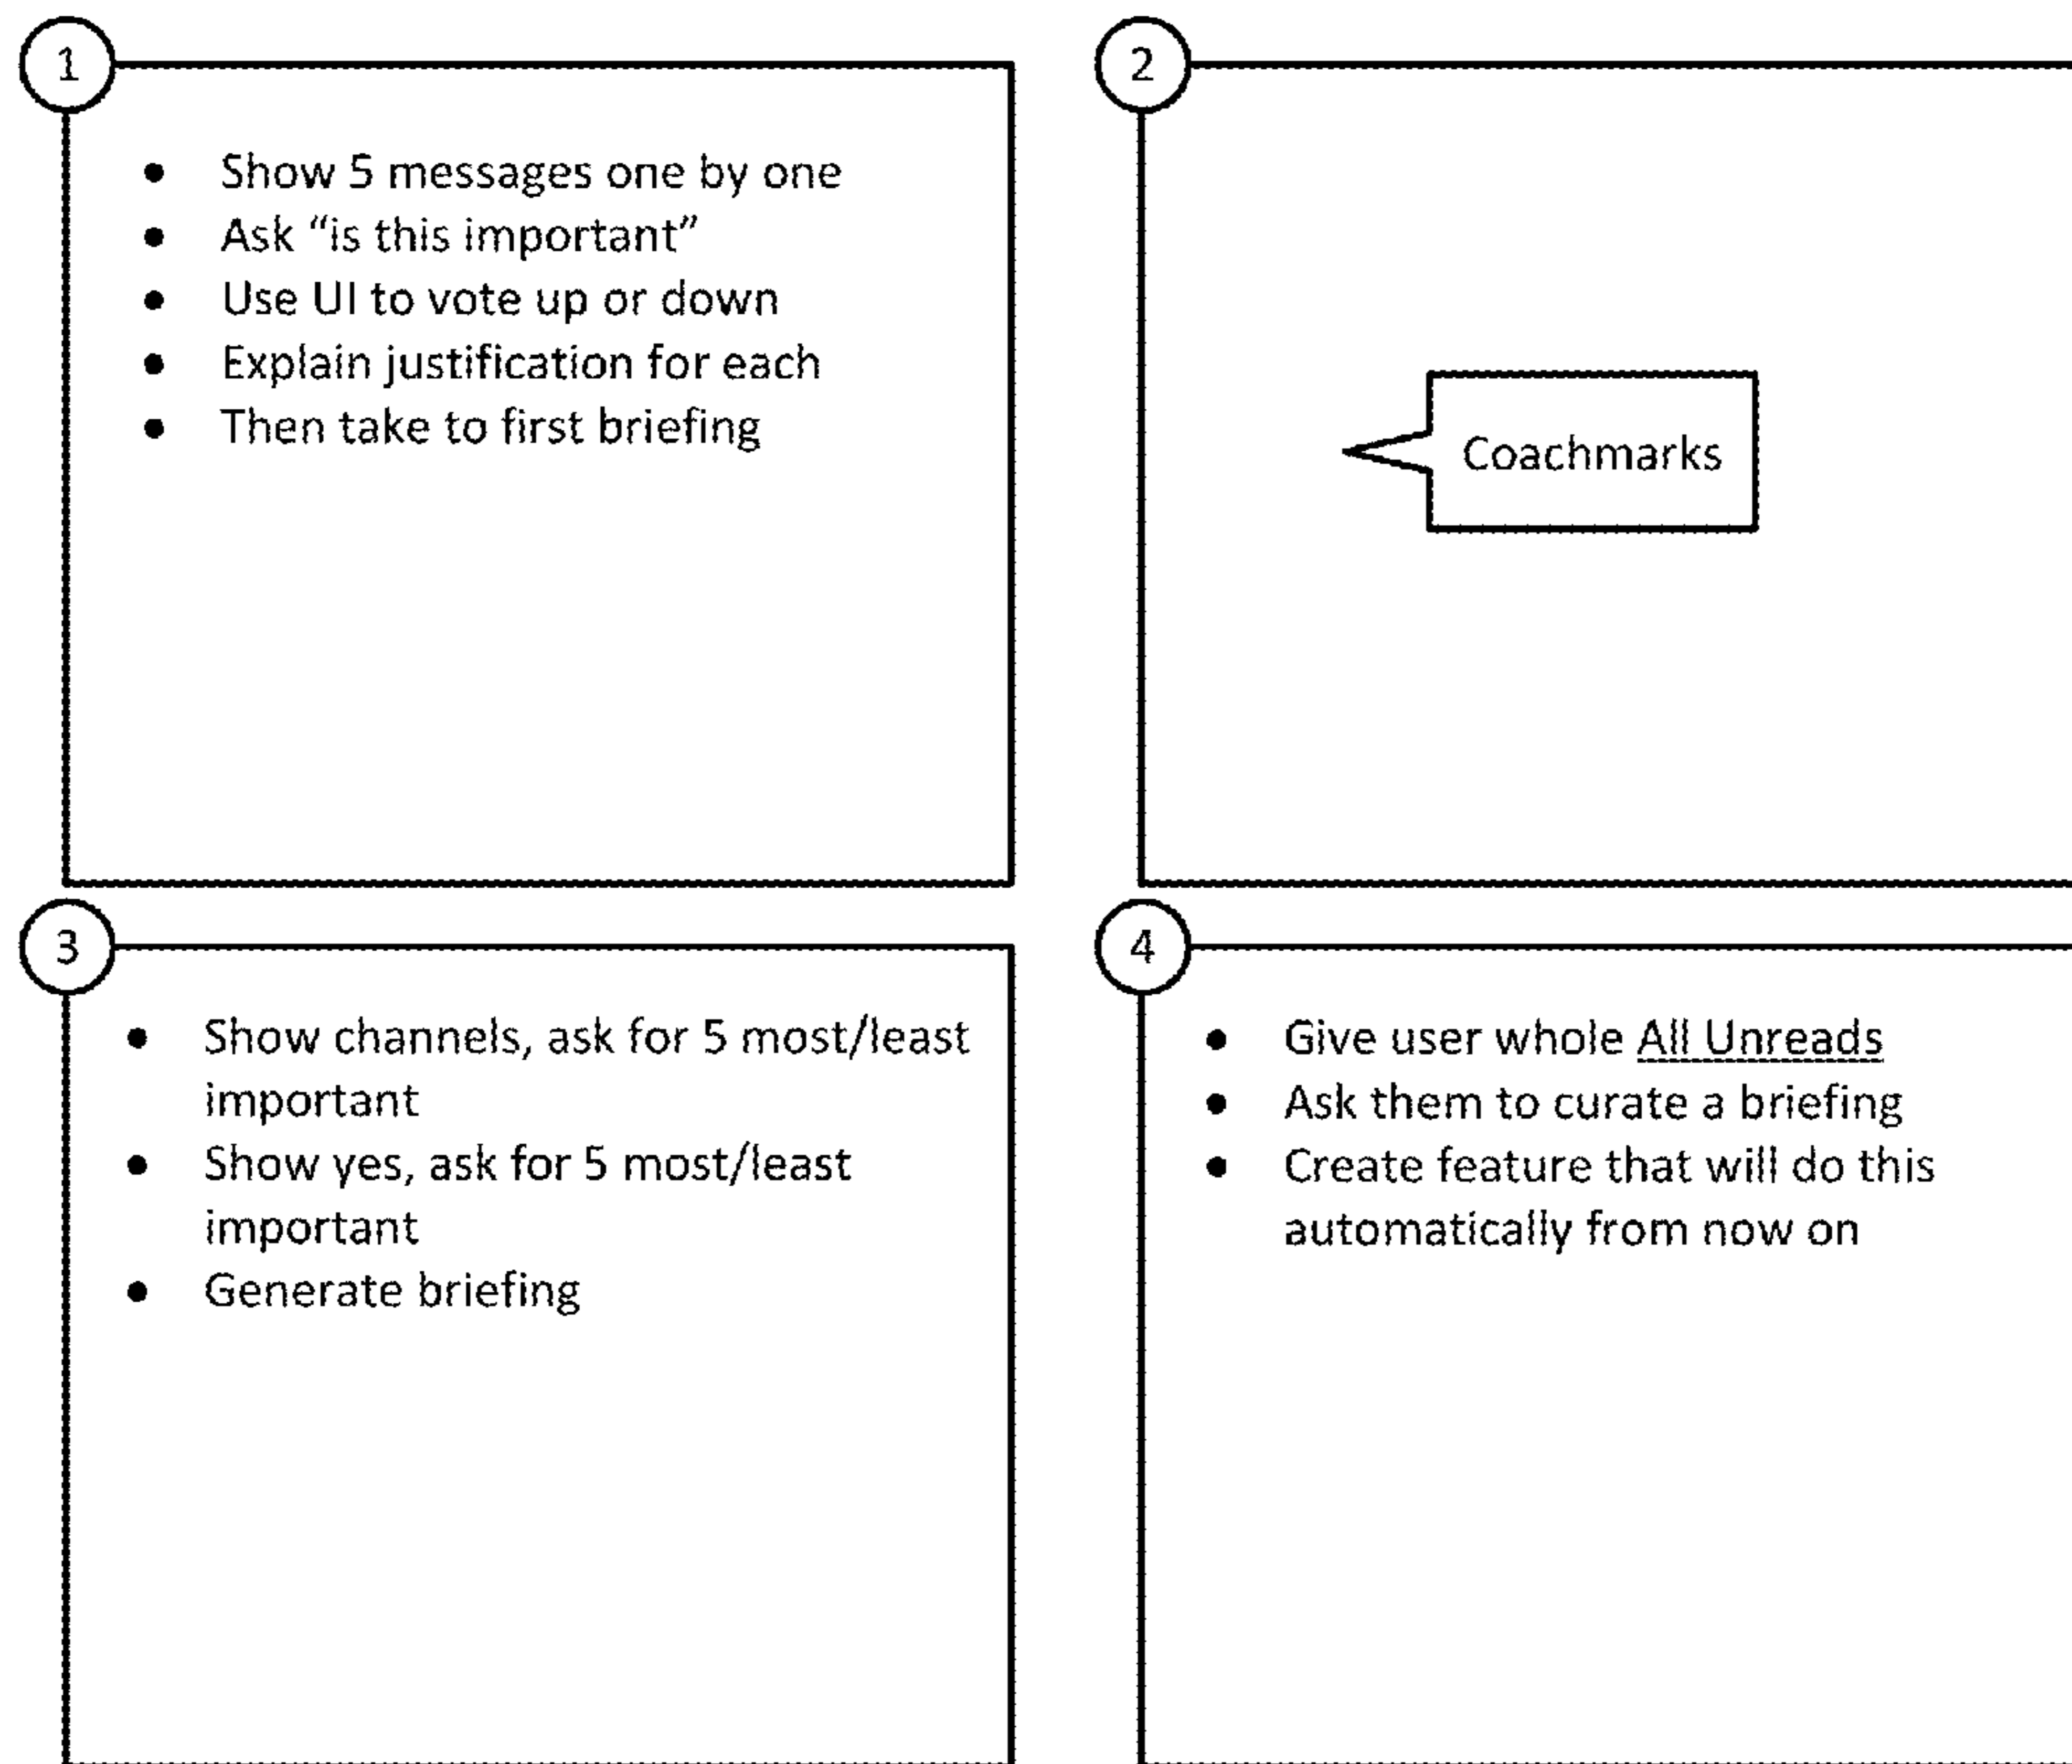 1
• Show 5 messages one by one
• Ask “is this important”
• Use UI to vote up or down
• Explain justification for each
• Then take to first briefing
2
Coachmarks
3
• Show channels, ask for 5 most/least
important
• Show yes, ask for 5 most/least
important
• Generate briefing
4
• Give user whole All Unreads
• Ask them to curate a briefing
• Create feature that will do this
automatically from now on